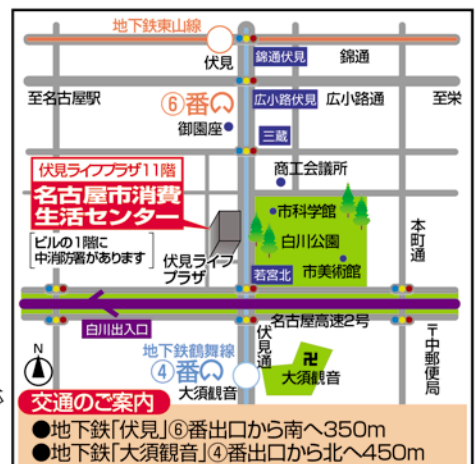 地下鉄東山線
伏見
錦通伏見
錦通
至名古屋駅
⑥番
広小路伏見
広小路通
至栄
御園座
三蔵
伏見ライフプラザ11階
名古屋市消費
生活センター
商工会議所
市科学館
白川公園
市美術館
本町通
[ビルの1階に
中消防署があります]
伏見ライフ
プラザ
若宮北
白川出入口
名古屋高速2号
伏見通
地下鉄鶴舞線
④番
卍
大須観音
〒中郵便局
N
交通のご案内
●地下鉄「伏見」⑥番出口から南へ350m
●地下鉄「大須観音」④番出口から北へ450m